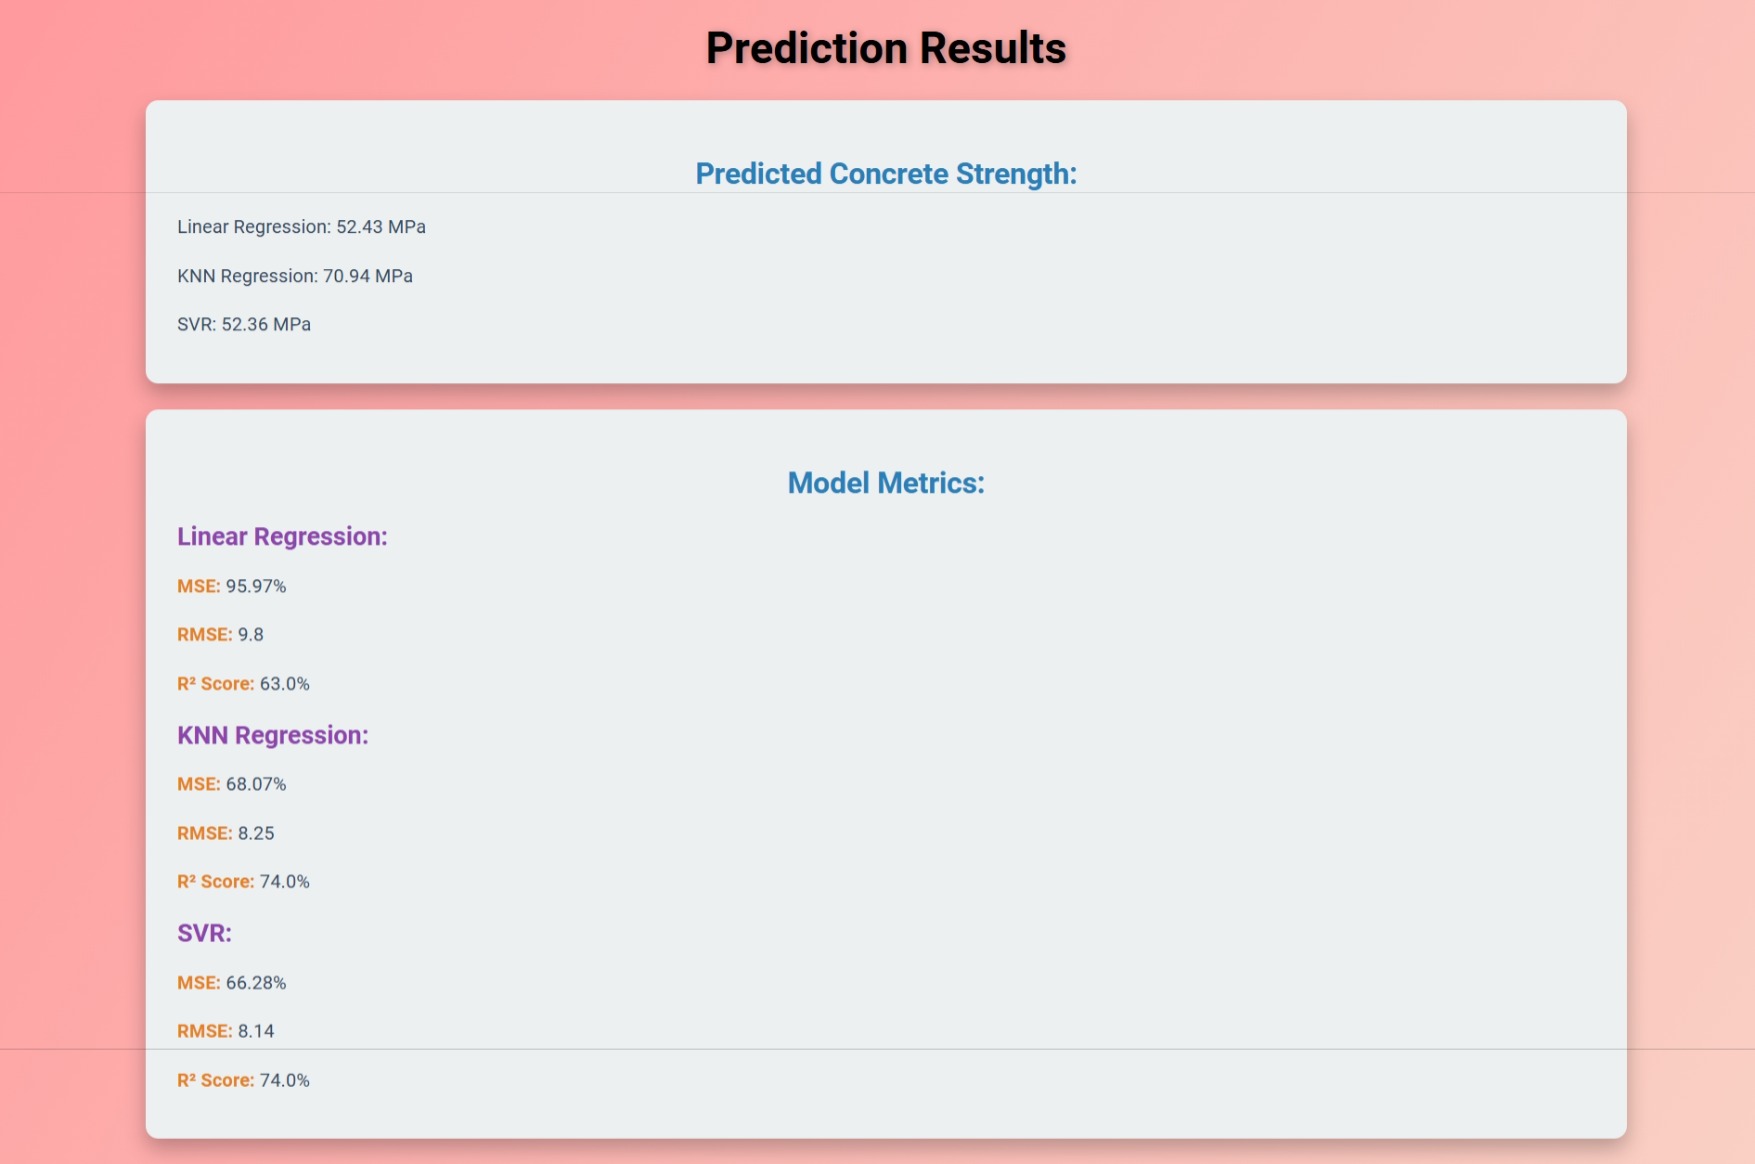 Prediction Results
Predicted Concrete Strength:
Linear Regression: 52.43 MPa
KNN Regression: 70.94 MPa
SVR: 52.36 MPa
Model Metrics:
Linear Regression:
MSE: 95.97%
RMSE: 9.8
R² Score: 63.0%
KNN Regression:
MSE: 68.07%
RMSE: 8.25
R² Score: 74.0%
SVR:
MSE: 66.28%
RMSE: 8.14
R² Score: 74.0%